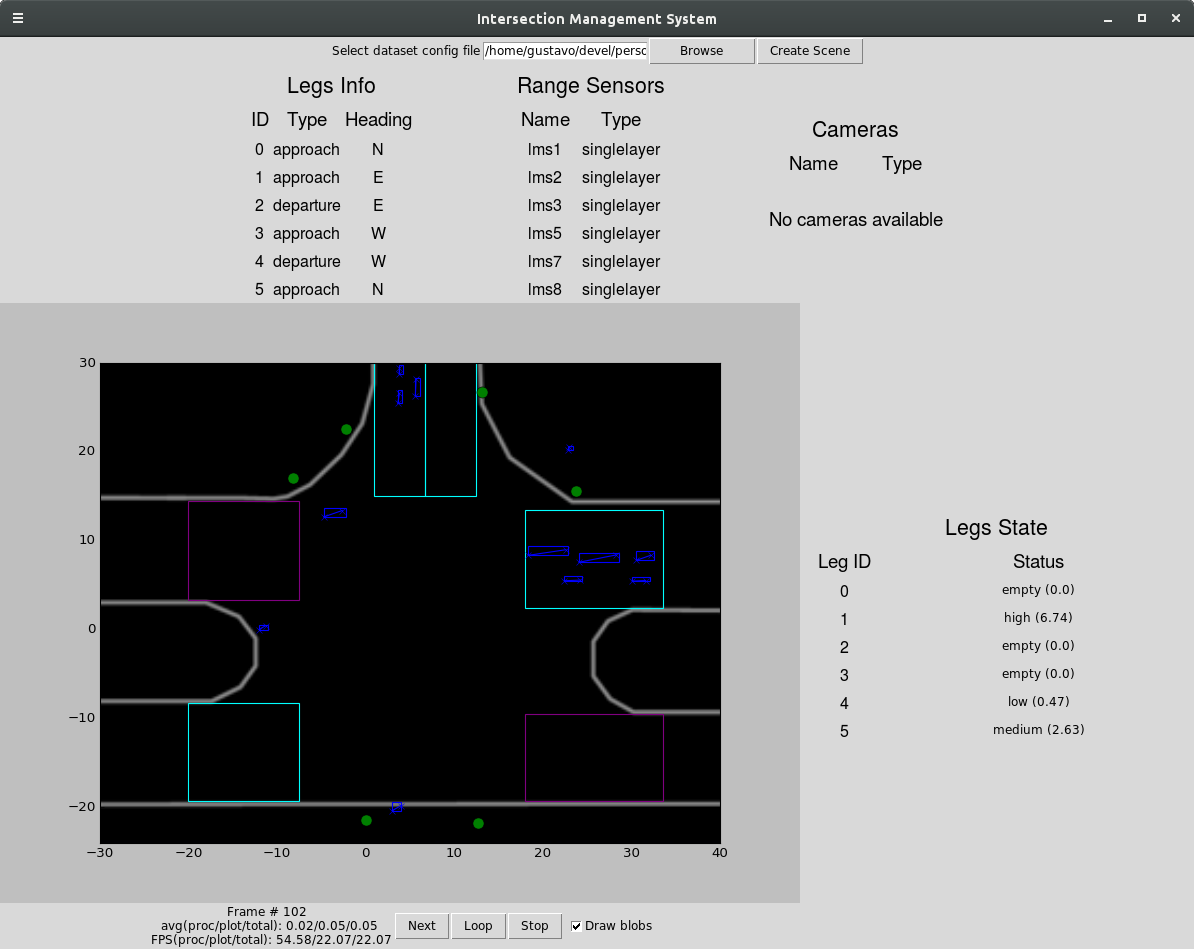 Intersection Management System
Select dataset config file /home/gustavo/devel/persc Browse Create Scene
Legs Info
ID Type Heading
0 approach N
1 approach E
2 departure E
3 approach W
4 departure W
5 approach N
Range Sensors
Name Type
lms1 singlelayer
lms2 singlelayer
lms3 singlelayer
lms5 singlelayer
lms7 singlelayer
lms8 singlelayer
Cameras
Name Type
No cameras available
30
20
10
0
−10
−20
−30 −20 −10 0 10 20 30 40
Legs State
Leg ID Status
0 empty (0.0)
1 high (6.74)
2 empty (0.0)
3 empty (0.0)
4 low (0.47)
5 medium (2.63)
Frame # 102
avg(proc/plot/total): 0.02/0.05/0.05
FPS(proc/plot/total): 54.58/22.07/22.07
Next Loop Stop Draw blobs